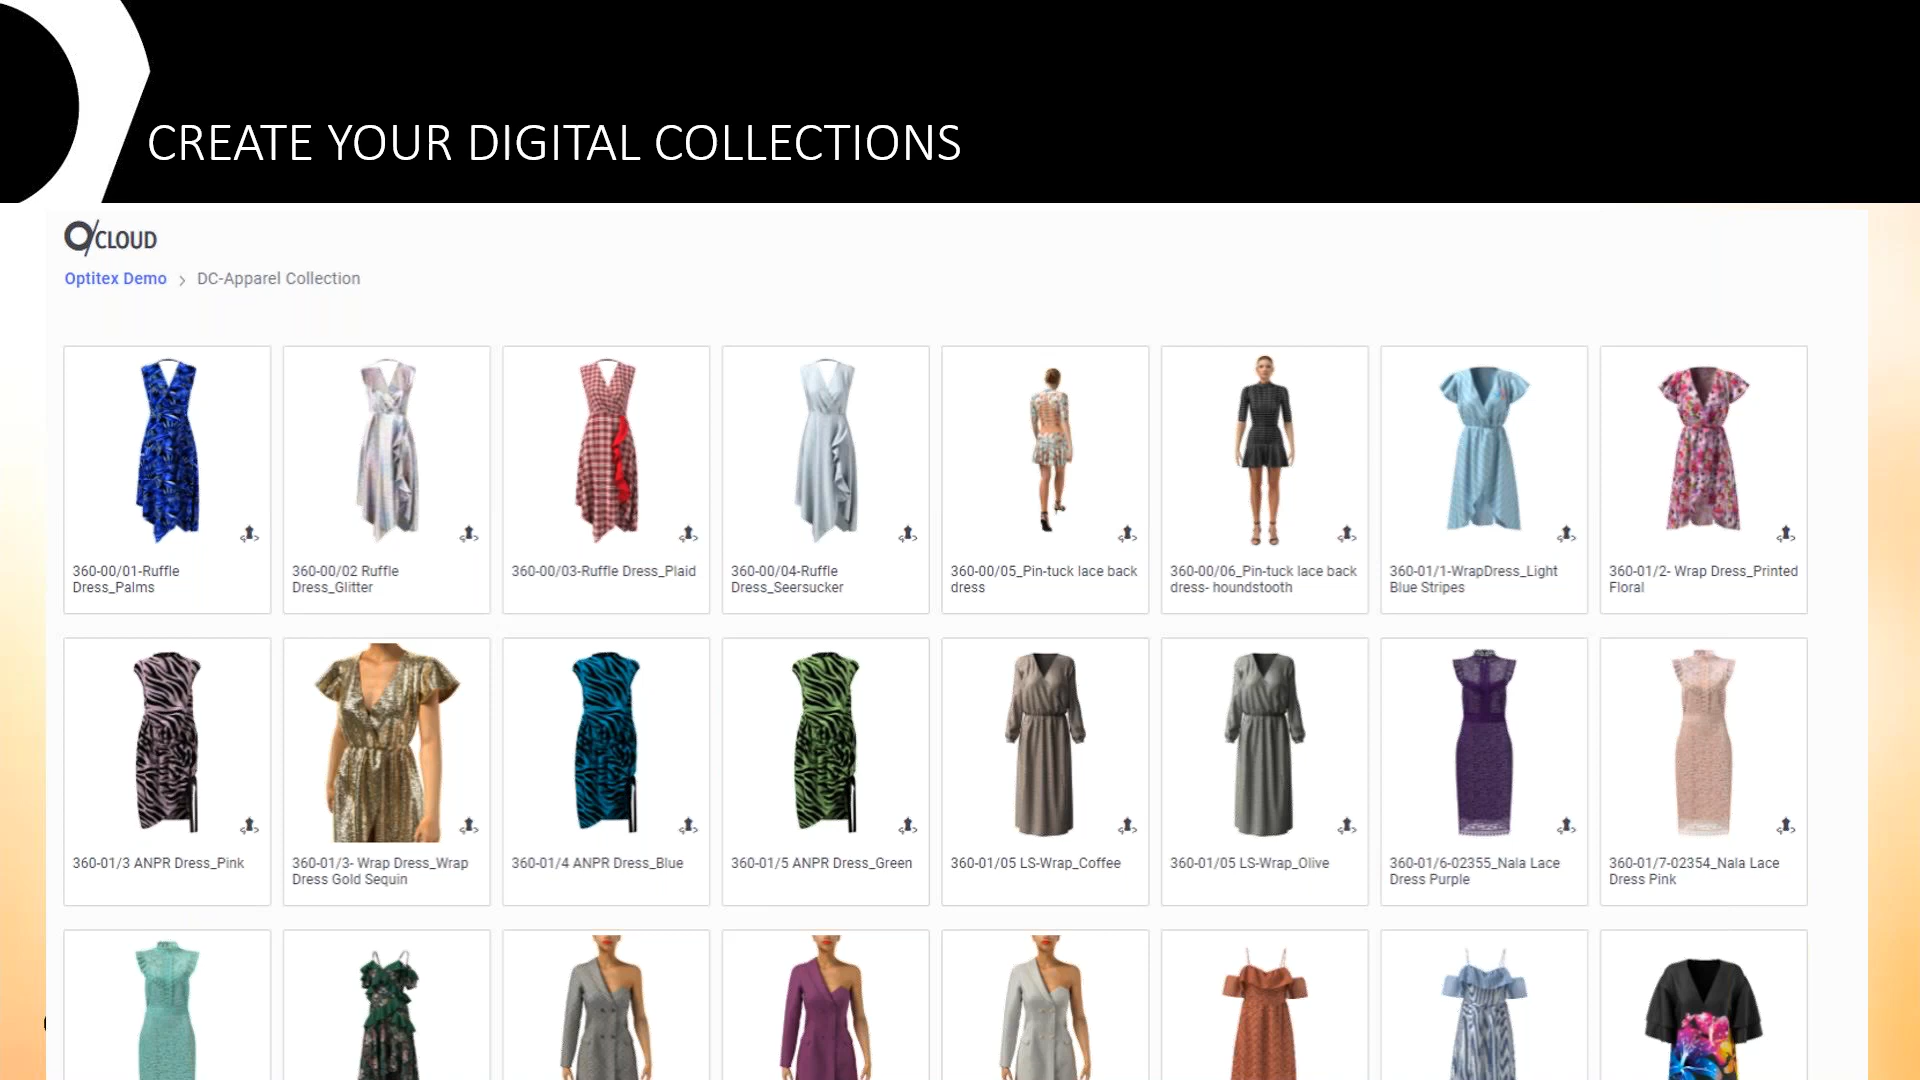 CREATE YOUR DIGITAL COLLECTIONS
O/CLOUD
Optitex Demo > DC-Apparel Collection
360-00/01-Ruffle
Dress_Palms
360-00/02 Ruffle
Dress_Glitter
360-00/03-Ruffle Dress_Plaid
360-00/04-Ruffle
Dress_Seersucker
360-00/05_Pin-tuck lace back
dress
360-00/06_Pin-tuck lace back
dress- houndstooth
360-01/1-WrapDress_Light
Blue Stripes
360-01/2- Wrap Dress_Printed
Floral
360-01/3 ANPR Dress_Pink
360-01/3- Wrap Dress_Wrap
Dress Gold Sequin
360-01/4 ANPR Dress_Blue
360-01/5 ANPR Dress_Green
360-01/05 LS-Wrap_Coffee
360-01/05 LS-Wrap_Olive
360-01/6-02355_Nala Lace
Dress Purple
360-01/7-02354_Nala Lace
Dress Pink